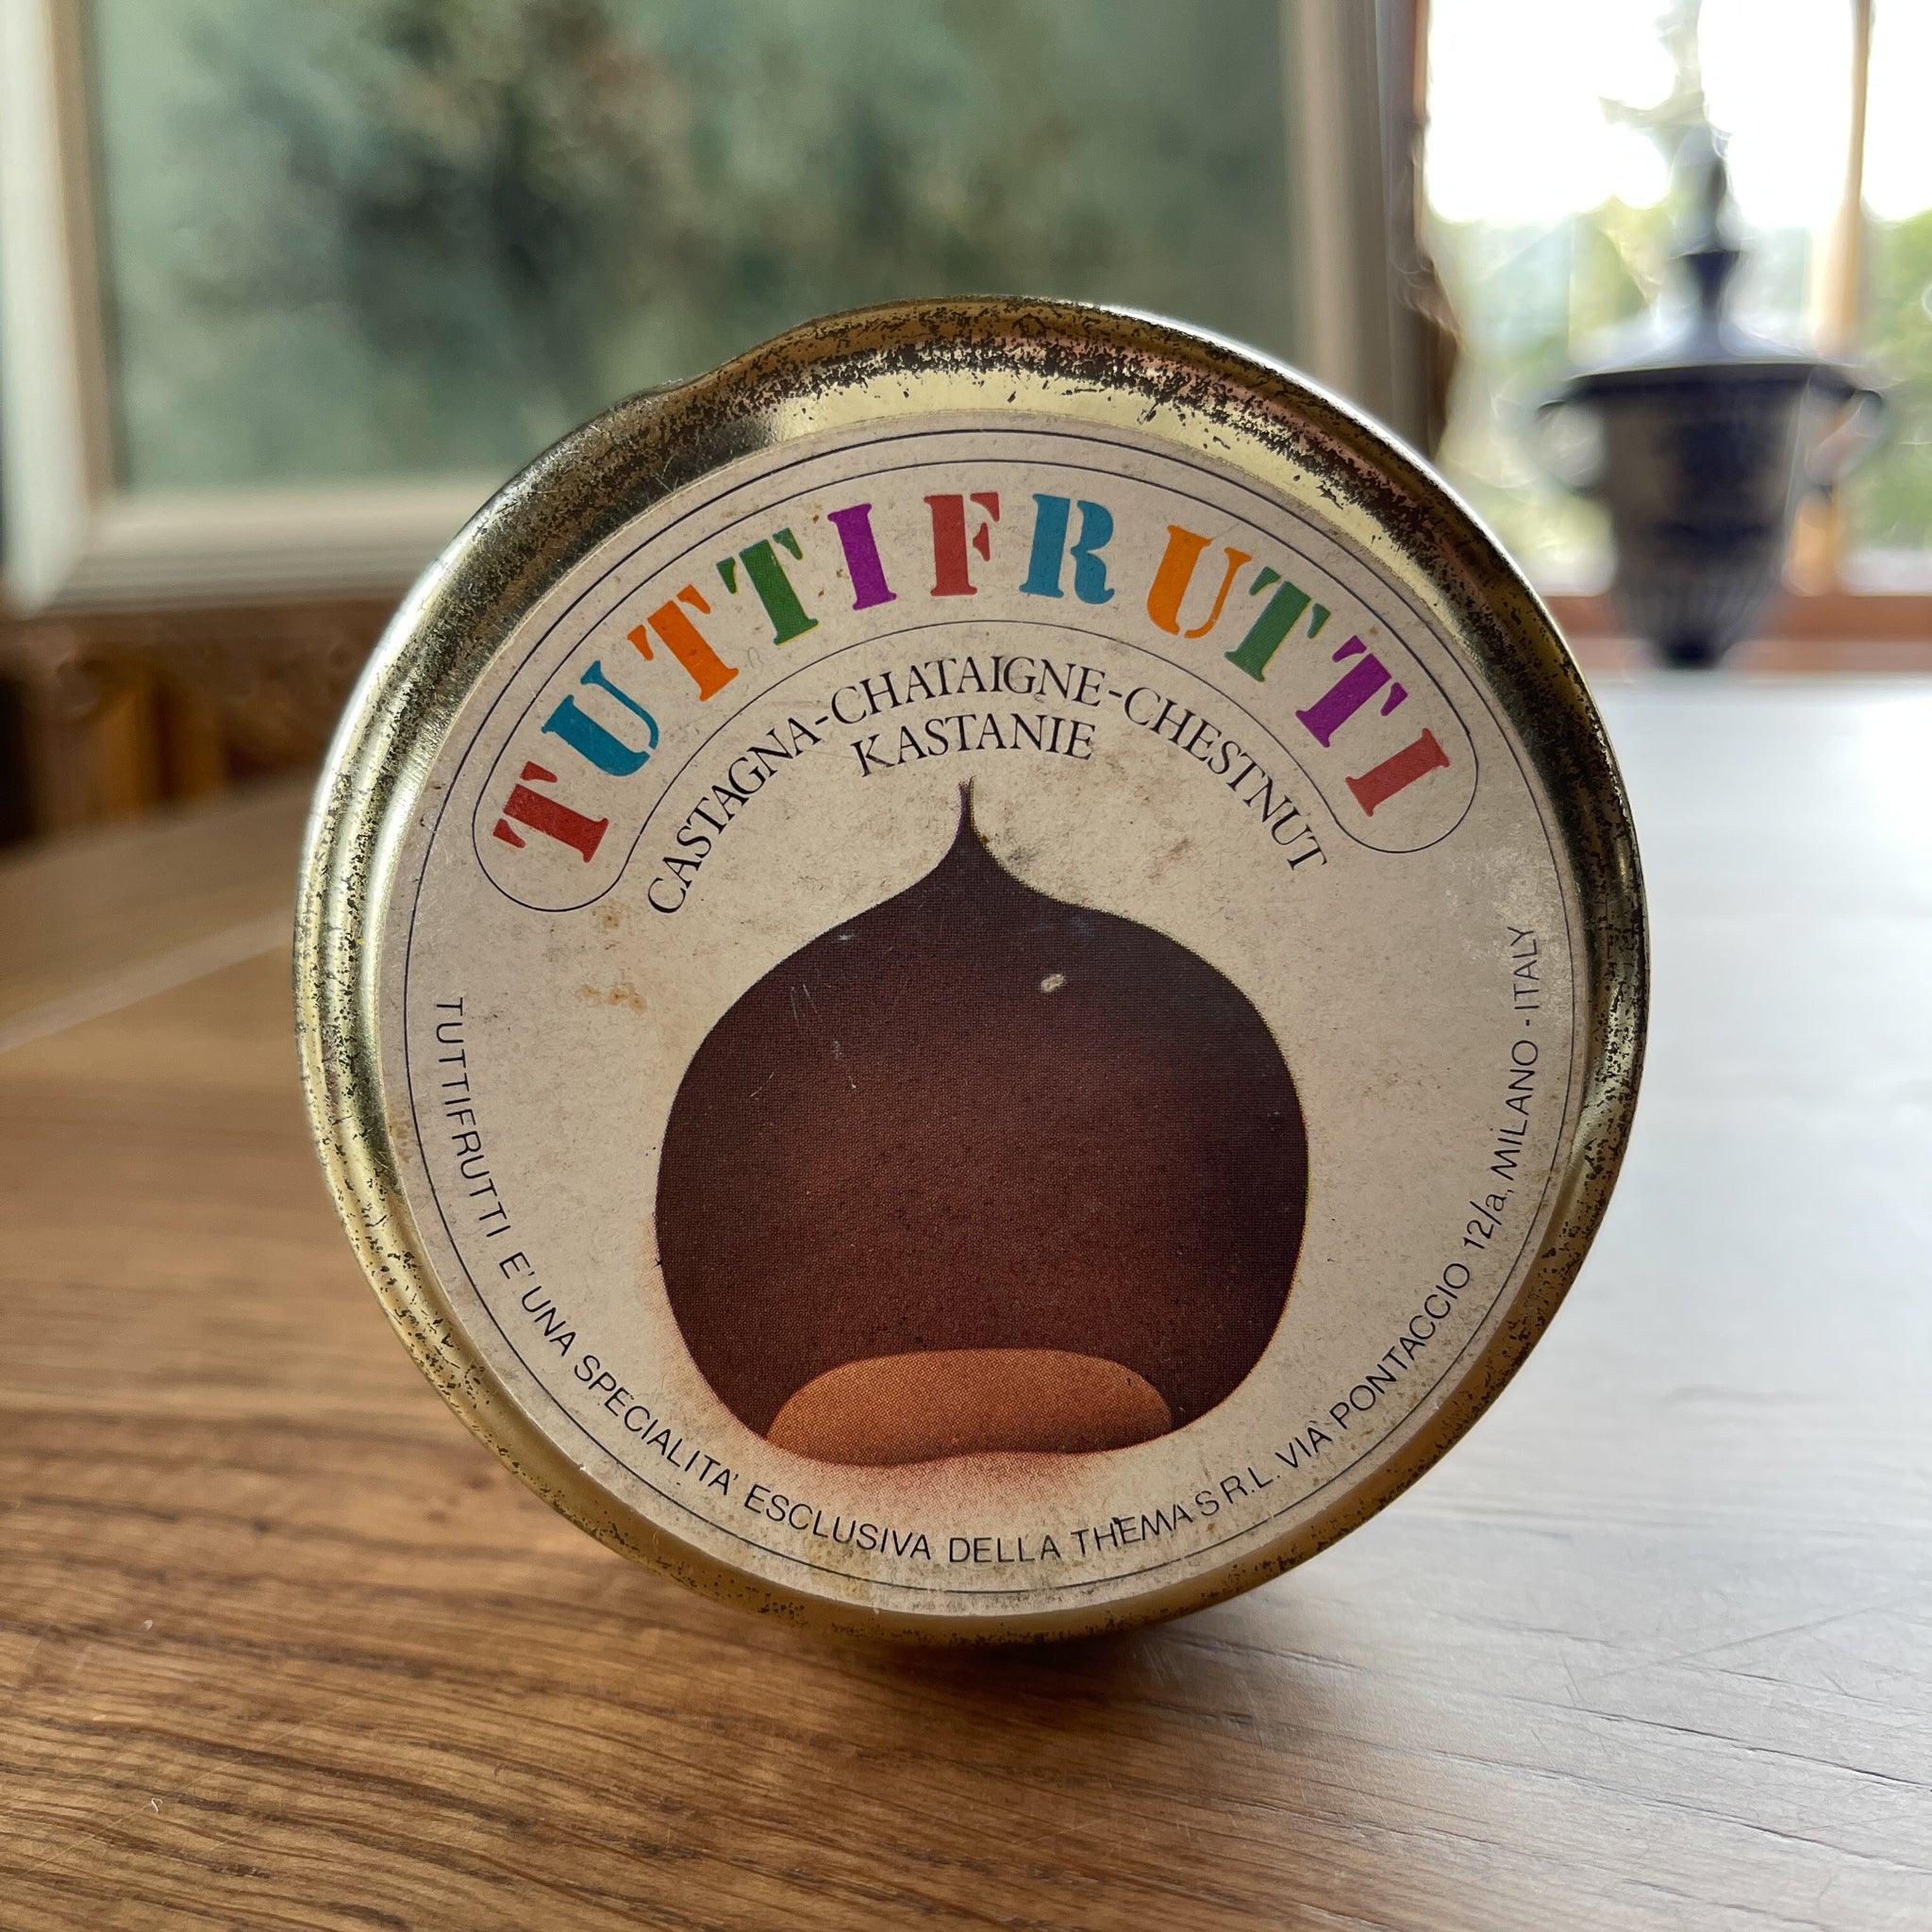 TUTTIFRUTTI
CASTAGNA-CHATAIGNE-CHESTNUT
KASTANIE
TUTTIFRUTTI E' UNA SPECIALITA' ESCLUSIVA DELLA THEMA S.R.L. VIA PONTACCIO 12/a, MILANO - ITALY